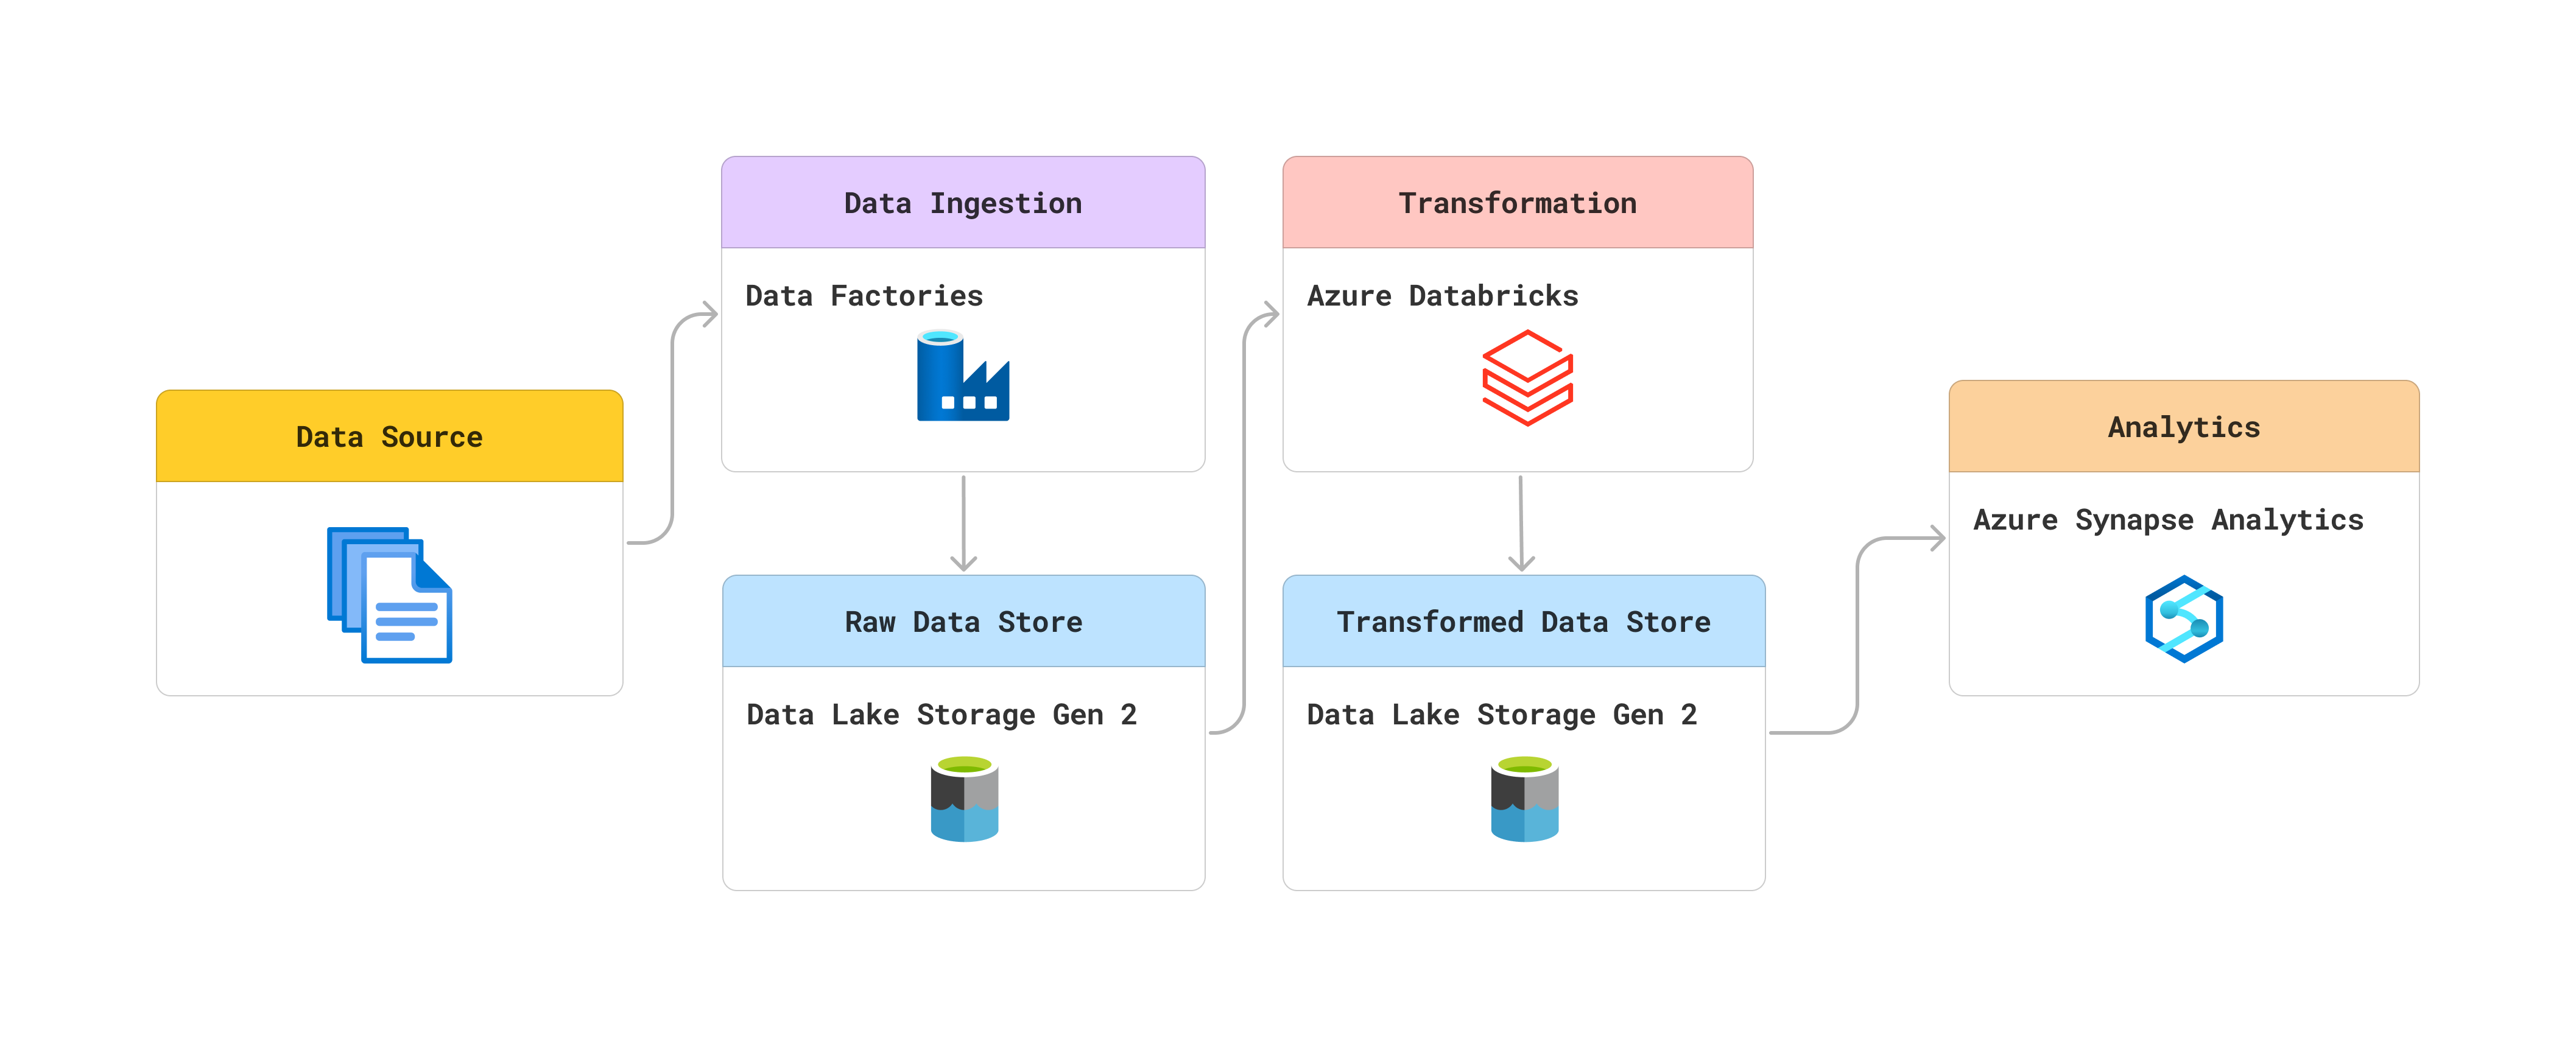 Data Source
Data Ingestion
Data Factories
Raw Data Store
Data Lake Storage Gen 2
Transformation
Azure Databricks
Transformed Data Store
Data Lake Storage Gen 2
Analytics
Azure Synapse Analytics